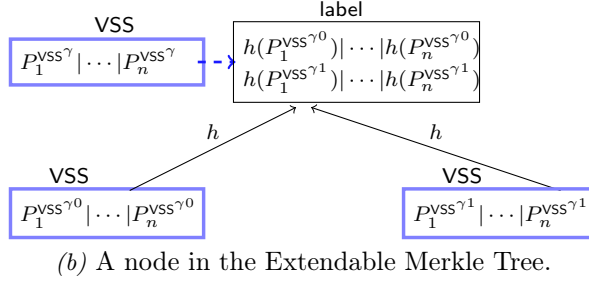 label
VSS
P_1^{VSS^γ}|···|P_n^{VSS^γ}
h(P_1^{VSS^{γ0}})|···|h(P_n^{VSS^{γ0}})
h(P_1^{VSS^{γ1}})|···|h(P_n^{VSS^{γ1}})
h
h
VSS
VSS
P_1^{VSS^{γ0}}|···|P_n^{VSS^{γ0}}
P_1^{VSS^{γ1}}|···|P_n^{VSS^{γ1}}
(b) A node in the Extendable Merkle Tree.